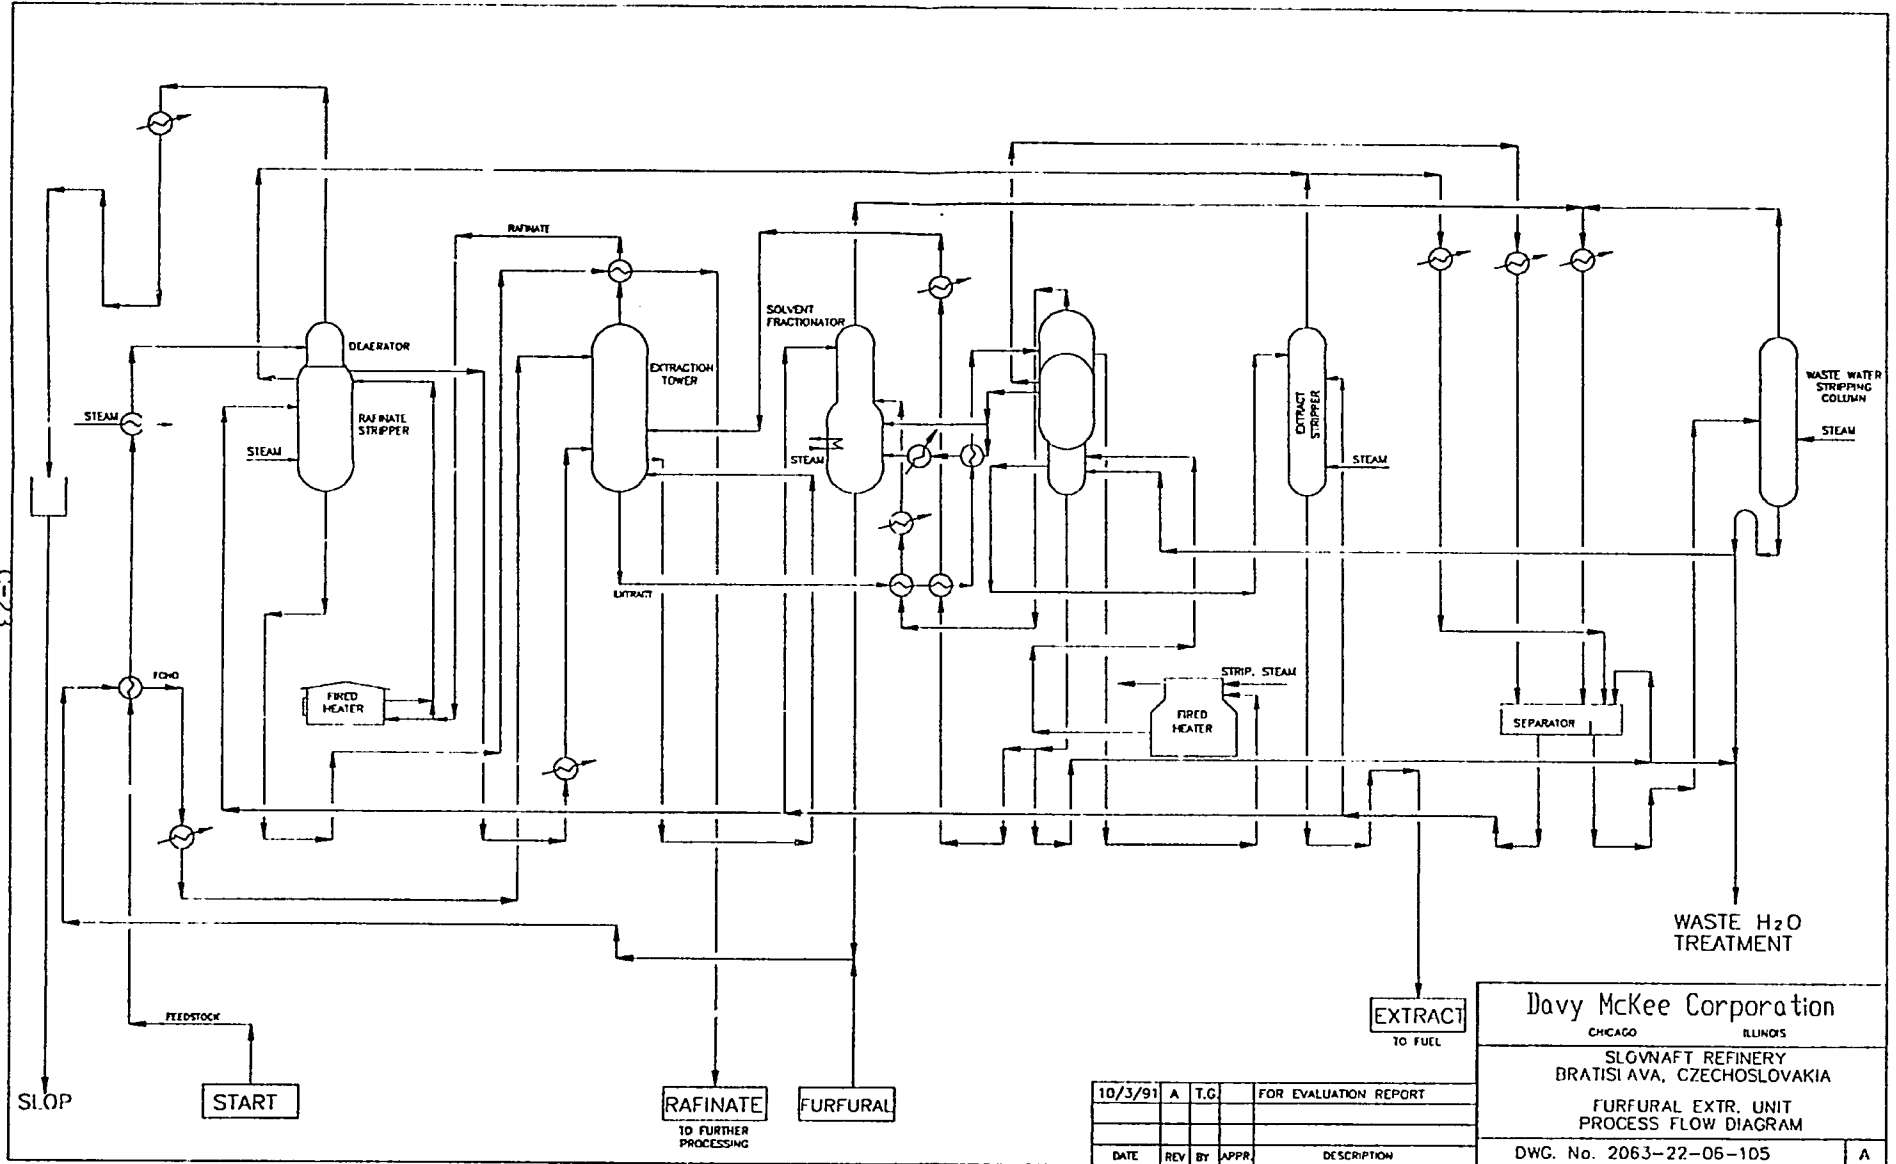 RAFINATE
SOLVENT
FRACTIONATOR
DEAERATOR
EXTRACTION
TOWER
WASTE WATER
STRIPPING
COLUMN
STEAM
RAFINATE
STRIPPER
EXTRACT
STRIPPER
STEAM
STEAM
STEAM
STEAM
EXTRACT
FCHO
STRIP. STEAM
FIRED
HEATER
FIRED
HEATER
SEPARATOR
WASTE H2O
TREATMENT
FEEDSTOCK
EXTRACT
TO FUEL
SLOP
START
RAFINATE
TO FURTHER
PROCESSING
FURFURAL
Davy McKee Corporation
CHICAGO ILLINOIS
SLOVNAFT REFINERY
BRATISLAVA, CZECHOSLOVAKIA
FURFURAL EXTR. UNIT
PROCESS FLOW DIAGRAM
DWG. No. 2063-22-06-105 A
10/3/91 A T.G. FOR EVALUATION REPORT
DATE REV BY APPR. DESCRIPTION